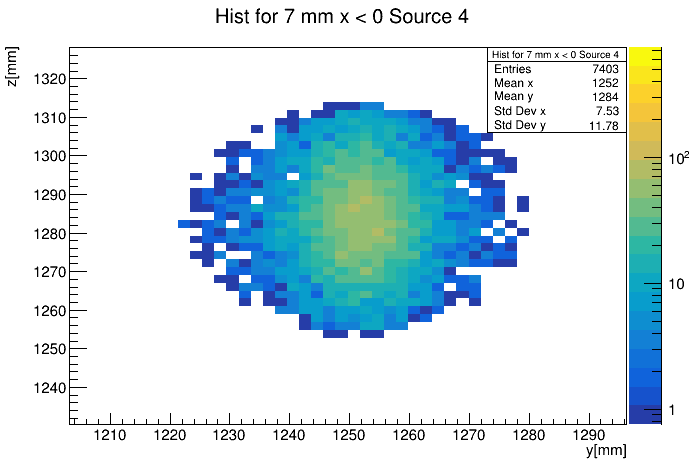 Hist for 7 mm x < 0 Source 4
z[mm]
Hist for 7 mm x < 0 Source 4
Entries 7403
Mean x 1252
Mean y 1284
Std Dev x 7.53
Std Dev y 11.78
1320
1310
1300
1290
1280
1270
1260
1250
1240
10²
10
1
1210 1220 1230 1240 1250 1260 1270 1280 1290
y[mm]